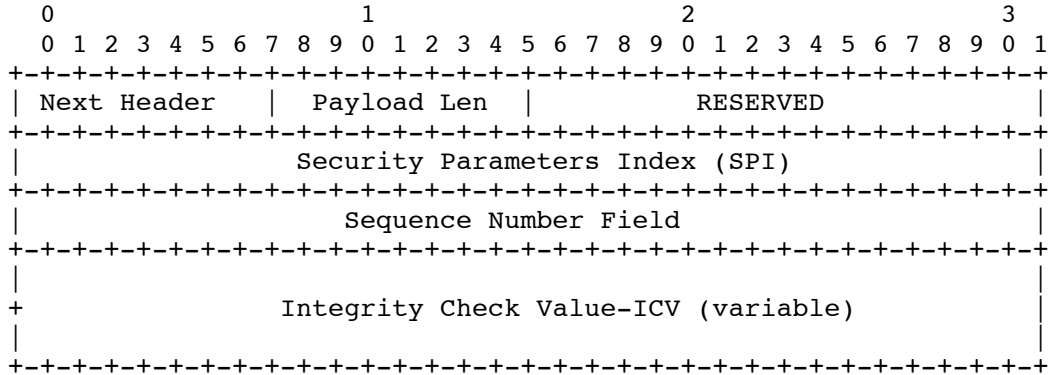 0                   1                   2                   3
0 1 2 3 4 5 6 7 8 9 0 1 2 3 4 5 6 7 8 9 0 1 2 3 4 5 6 7 8 9 0 1
+-+-+-+-+-+-+-+-+-+-+-+-+-+-+-+-+-+-+-+-+-+-+-+-+-+-+-+-+-+-+-+-+
| Next Header   |  Payload Len  |          RESERVED             |
+-+-+-+-+-+-+-+-+-+-+-+-+-+-+-+-+-+-+-+-+-+-+-+-+-+-+-+-+-+-+-+-+
|                 Security Parameters Index (SPI)               |
+-+-+-+-+-+-+-+-+-+-+-+-+-+-+-+-+-+-+-+-+-+-+-+-+-+-+-+-+-+-+-+-+
|                    Sequence Number Field                      |
+-+-+-+-+-+-+-+-+-+-+-+-+-+-+-+-+-+-+-+-+-+-+-+-+-+-+-+-+-+-+-+-+
|                                                               |
+                Integrity Check Value-ICV (variable)           |
|                                                               |
+-+-+-+-+-+-+-+-+-+-+-+-+-+-+-+-+-+-+-+-+-+-+-+-+-+-+-+-+-+-+-+-+